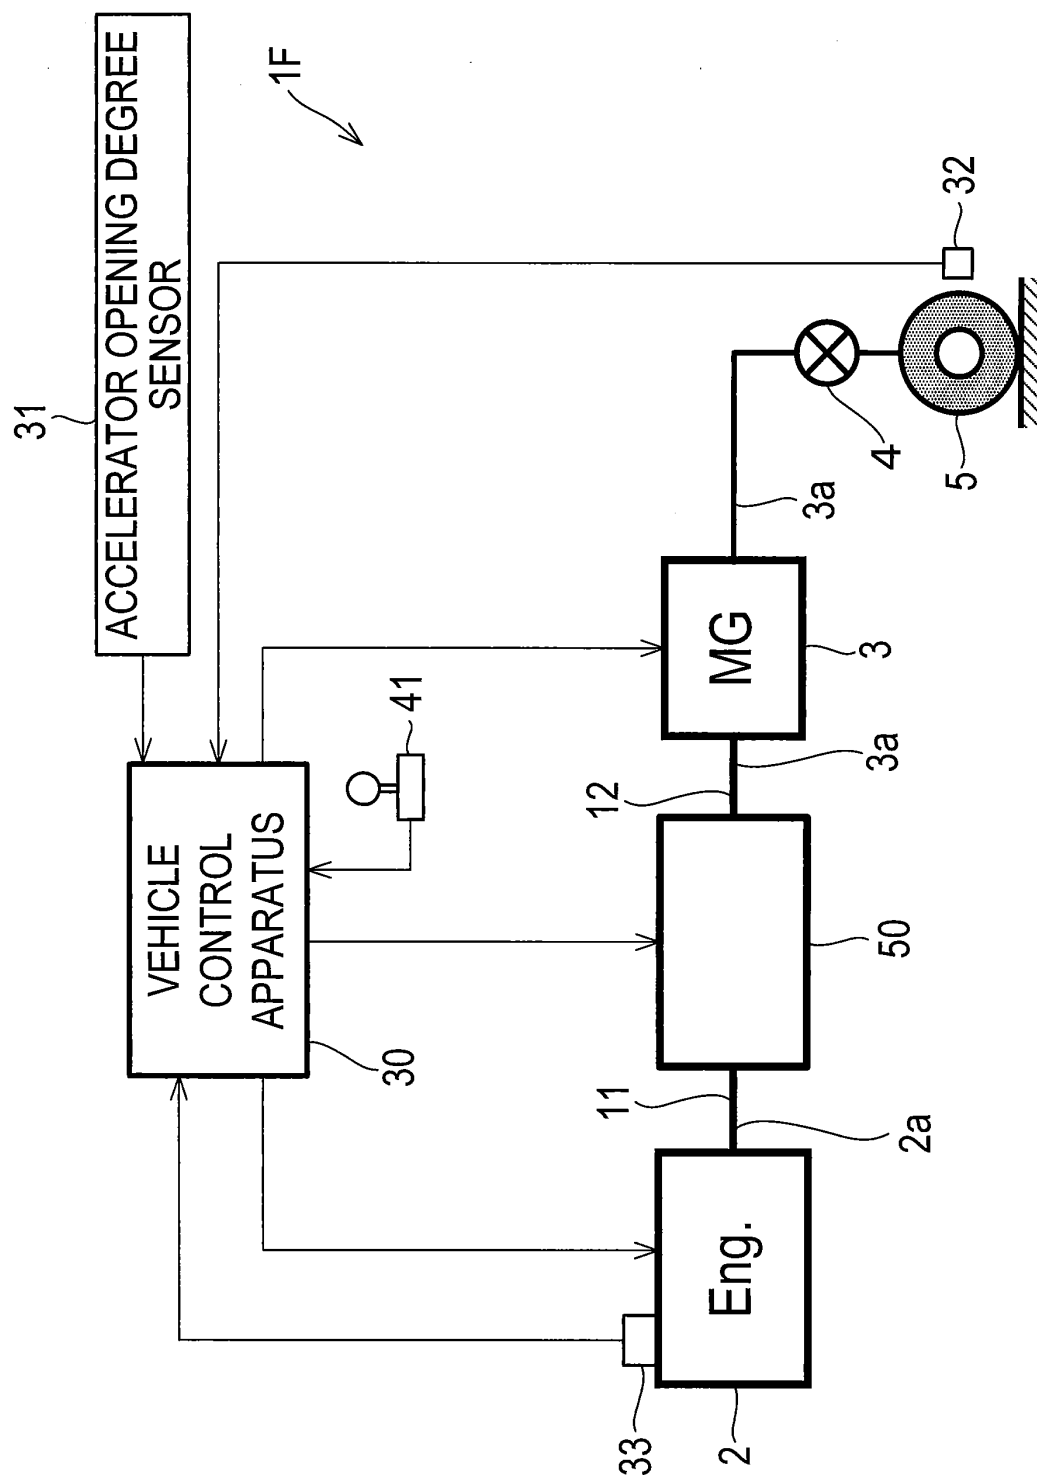 31
ACCELERATOR OPENING DEGREE
SENSOR
1F
VEHICLE
CONTROL
APPARATUS
30
41
32
33
Eng.
2
2a
11
50
12
3a
MG
3
3a
4
5